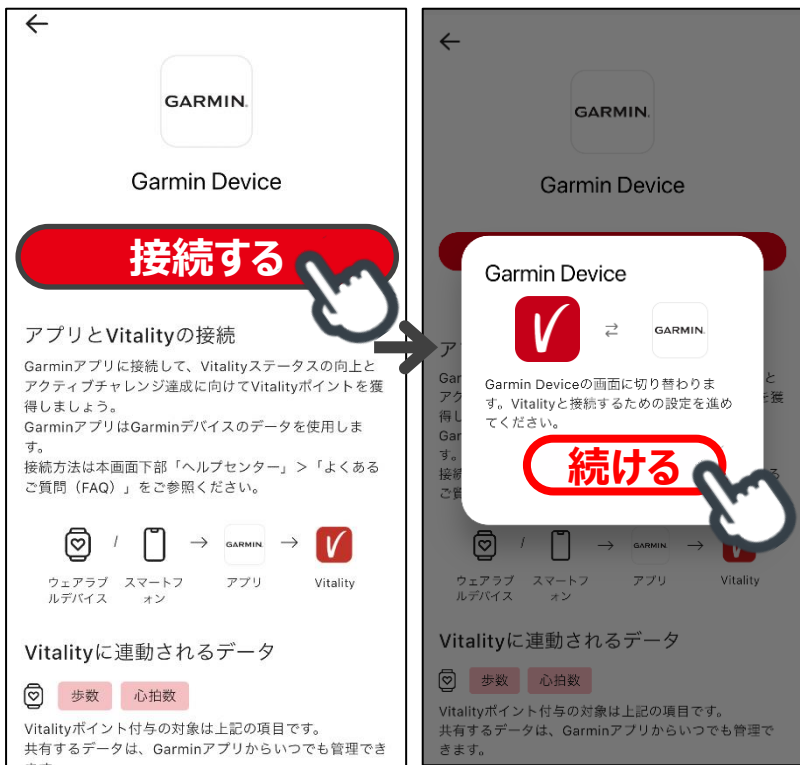 GARMIN.
Garmin Device
接続する
アプリとVitalityの接続
Garminアプリに接続して、Vitalityステータスの向上と
アクティブチャレンジ達成に向けてVitalityポイントを獲
得しましょう。
GarminアプリはGarminデバイスのデータを使用しま
す。
接続方法は本画面下部「ヘルプセンター」＞「よくある
ご質問（FAQ）」をご参照ください。
/
GARMIN.
ウェアラブ
ルデバイス
スマートフ
ォン
アプリ
Vitality
Vitalityに連動されるデータ
歩数
心拍数
Vitalityポイント付与の対象は上記の項目です。
共有するデータは、Garminアプリからいつでも管理でき
GARMIN.
Garmin Device
Garmin Device
GARMIN.
Garmin Deviceの画面に切り替わりま
す。Vitalityと接続するための設定を進め
てください。
続ける
ア
Gar
と
アク
を獲
得し
Gar
す。
接続
る
ご質
/
GARMIN.
ウェアラブ
ルデバイス
スマートフ
ォン
アプリ
Vitality
Vitalityに連動されるデータ
歩数
心拍数
Vitalityポイント付与の対象は上記の項目です。
共有するデータは、Garminアプリからいつでも管理で
きます。